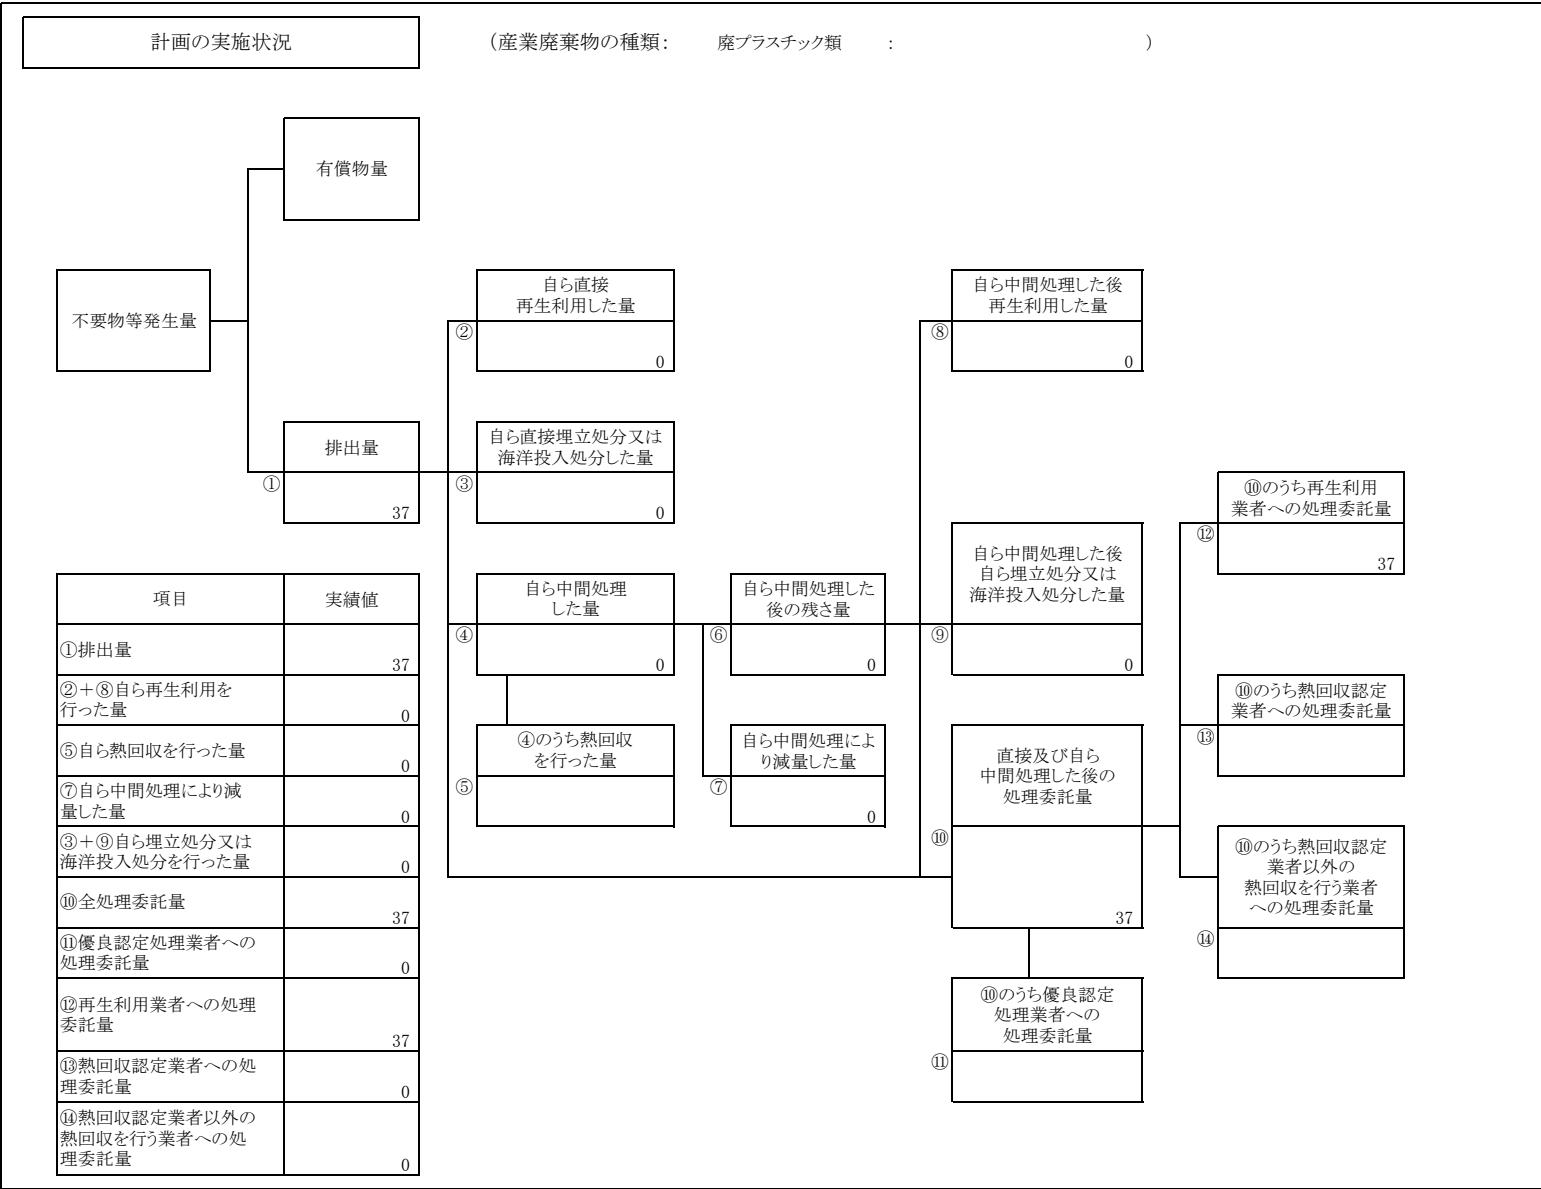 計画の実施状況
（産業廃棄物の種類： 廃プラスチック類 ： ）
有償物量
不要物等発生量
自ら直接
再生利用した量
②
0
自ら中間処理した後
再生利用した量
⑧
0
排出量
①
37
自ら直接埋立処分又は
海洋投入処分した量
③
0
⑩のうち再生利用
業者への処理委託量
⑫
37
自ら中間処理した後
自ら埋立処分又は
海洋投入処分した量
⑨
0
自ら中間処理
した量
④
0
自ら中間処理した
後の残さ量
⑥
0
⑩のうち熱回収認定
業者への処理委託量
⑬
④のうち熱回収
を行った量
⑤
自ら中間処理によ
り減量した量
⑦
0
直接及び自ら
中間処理した後の
処理委託量
⑩
37
⑩のうち熱回収認定
業者以外の
熱回収を行う業者
への処理委託量
⑭
⑩のうち優良認定
処理業者への
処理委託量
⑪
項目 実績値
①排出量
37
②＋⑧自ら再生利用を
行った量
0
⑤自ら熱回収を行った量
0
⑦自ら中間処理により減
量した量
0
③＋⑨自ら埋立処分又は
海洋投入処分を行った量
0
⑩全処理委託量
37
⑪優良認定処理業者への
処理委託量
0
⑫再生利用業者への処理
委託量
37
⑬熱回収認定業者への処
理委託量
0
⑭熱回収認定業者以外の
熱回収を行う業者への処
理委託量
0